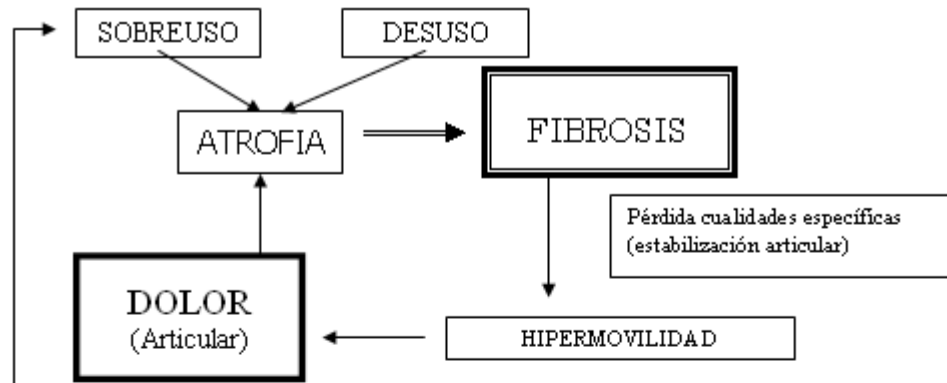 SOBREUSO
DESUSO
ATROFIA
FIBROSIS
Pérdida cualidades específicas
(estabilización articular)
DOLOR
(Articular)
HIPERMOVILIDAD